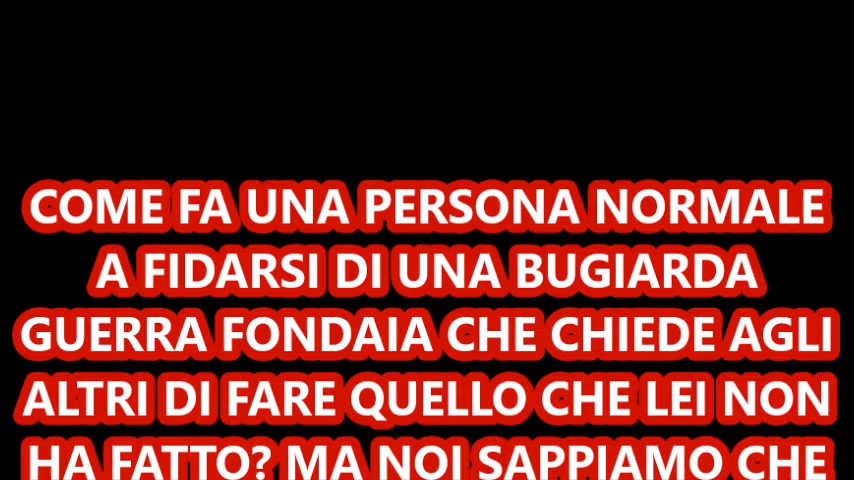 COME FA UNA PERSONA NORMALE
A FIDARSI DI UNA BUGIARDA
GUERRA FONDAIA CHE CHIEDE AGLI
ALTRI DI FARE QUELLO CHE LEI NON
HA FATTO? MA NOI SAPPIAMO CHE